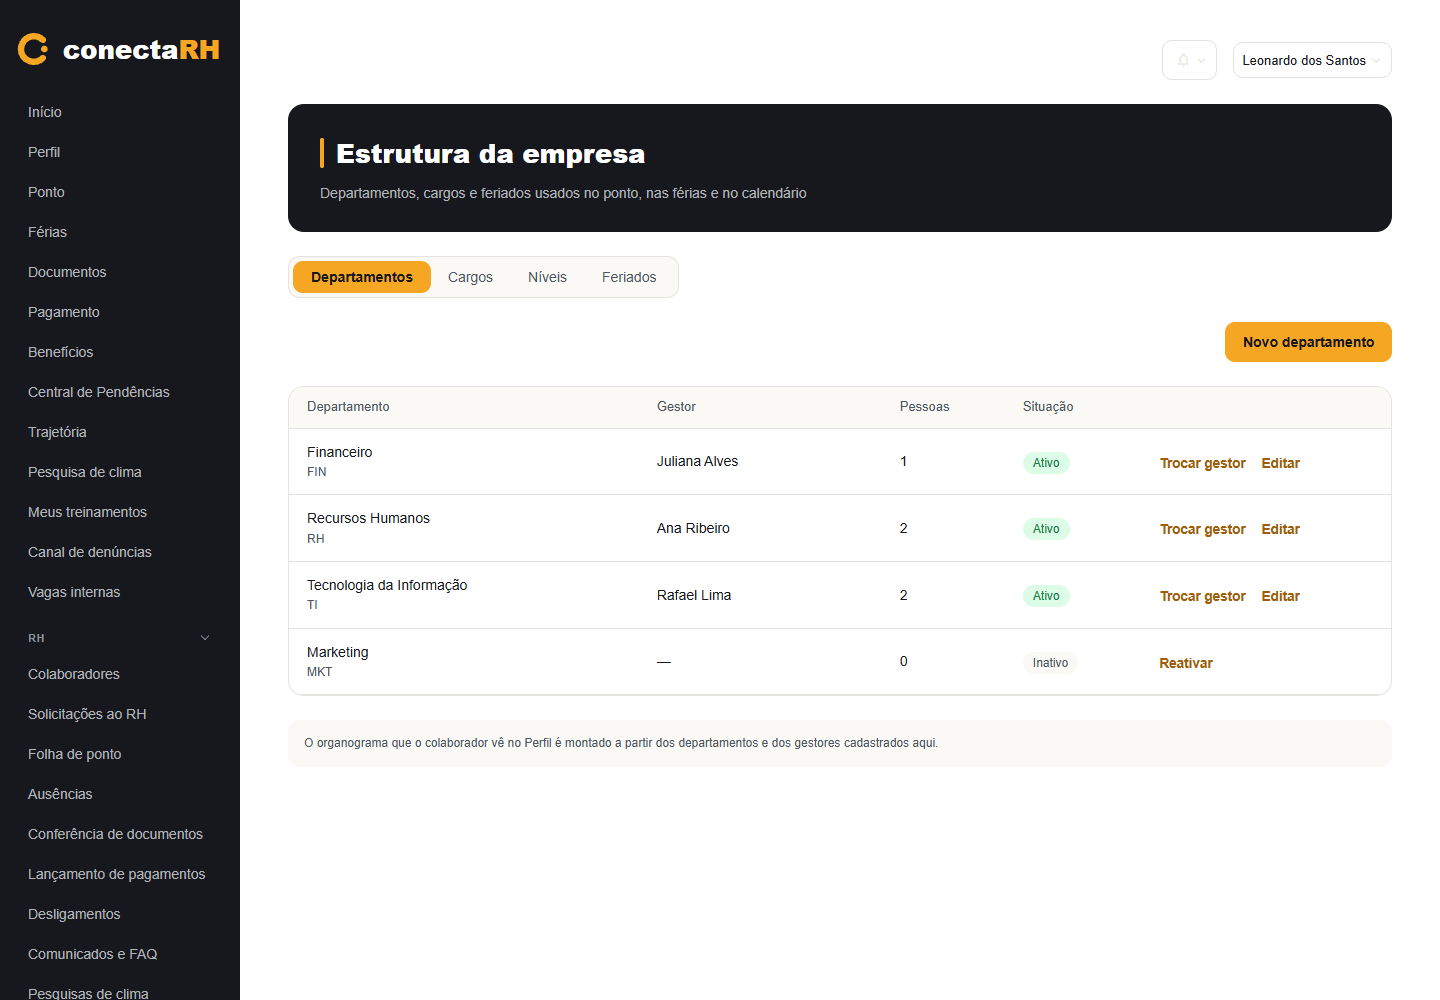 conectaRH
Leonardo dos Santos
Início
Perfil
Ponto
Férias
Documentos
Pagamento
Benefícios
Central de Pendências
Trajetória
Pesquisa de clima
Meus treinamentos
Canal de denúncias
Vagas internas
RH
Colaboradores
Solicitações ao RH
Folha de ponto
Ausências
Conferência de documentos
Lançamento de pagamentos
Desligamentos
Comunicados e FAQ
Pesquisas de clima
Estrutura da empresa
Departamentos, cargos e feriados usados no ponto, nas férias e no calendário
Departamentos Cargos Níveis Feriados
Novo departamento
Departamento Gestor Pessoas Situação
Financeiro
FIN
Juliana Alves 1 Ativo Trocar gestor Editar
Recursos Humanos
RH
Ana Ribeiro 2 Ativo Trocar gestor Editar
Tecnologia da Informação
TI
Rafael Lima 2 Ativo Trocar gestor Editar
Marketing
MKT
— 0 Inativo Reativar
O organograma que o colaborador vê no Perfil é montado a partir dos departamentos e dos gestores cadastrados aqui.